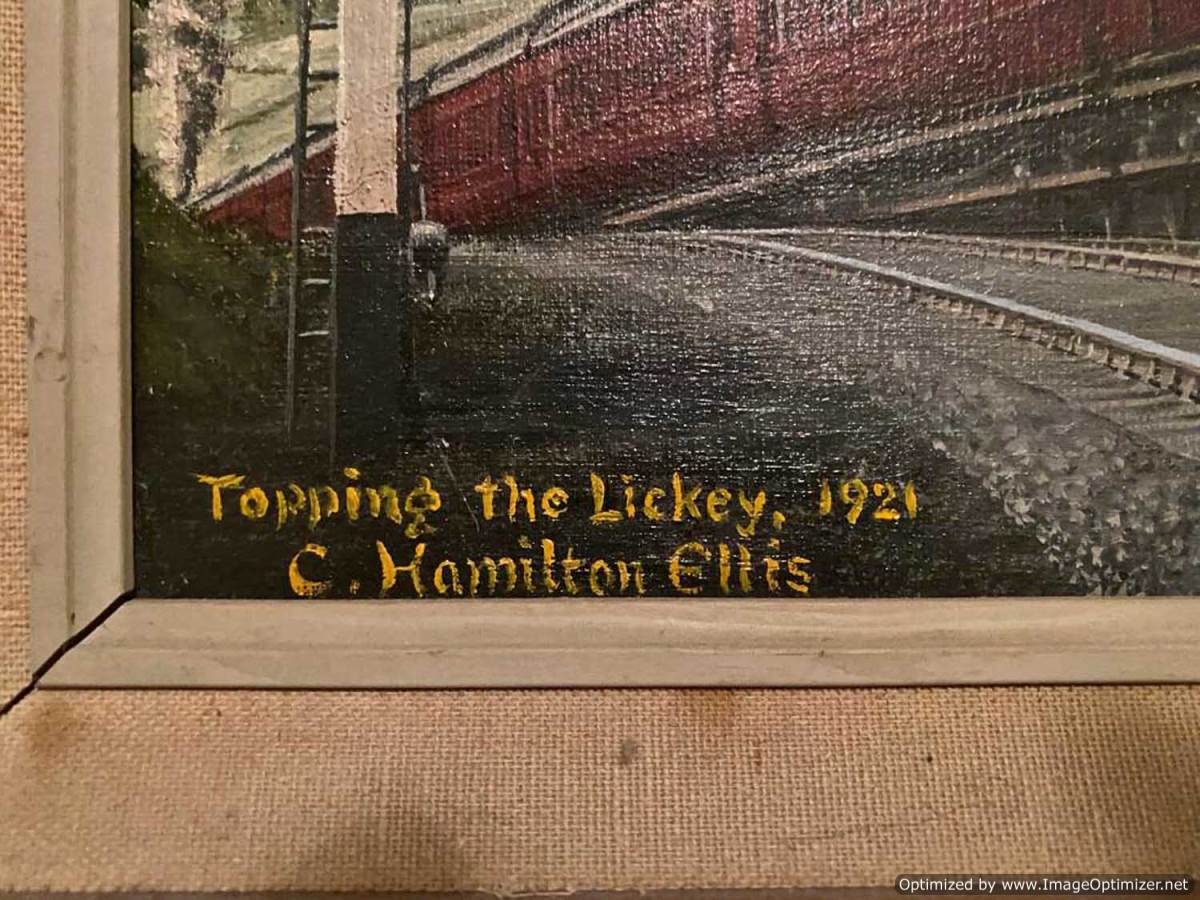 Topping the Lickey, 1921
C. Hamilton Ellis
Optimized by www.ImageOptimizer.net